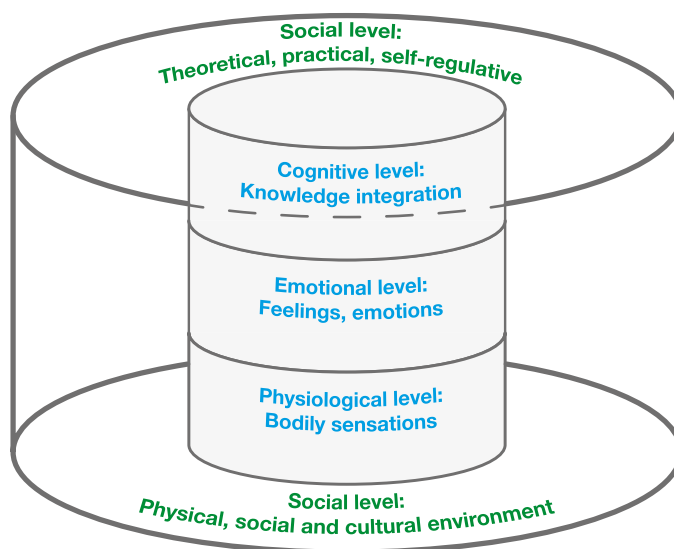 Social level:
Theoretical, practical, self-regulative
Cognitive level:
Knowledge integration
Emotional level:
Feelings, emotions
Physiological level:
Bodily sensations
Social level:
Physical, social and cultural environment